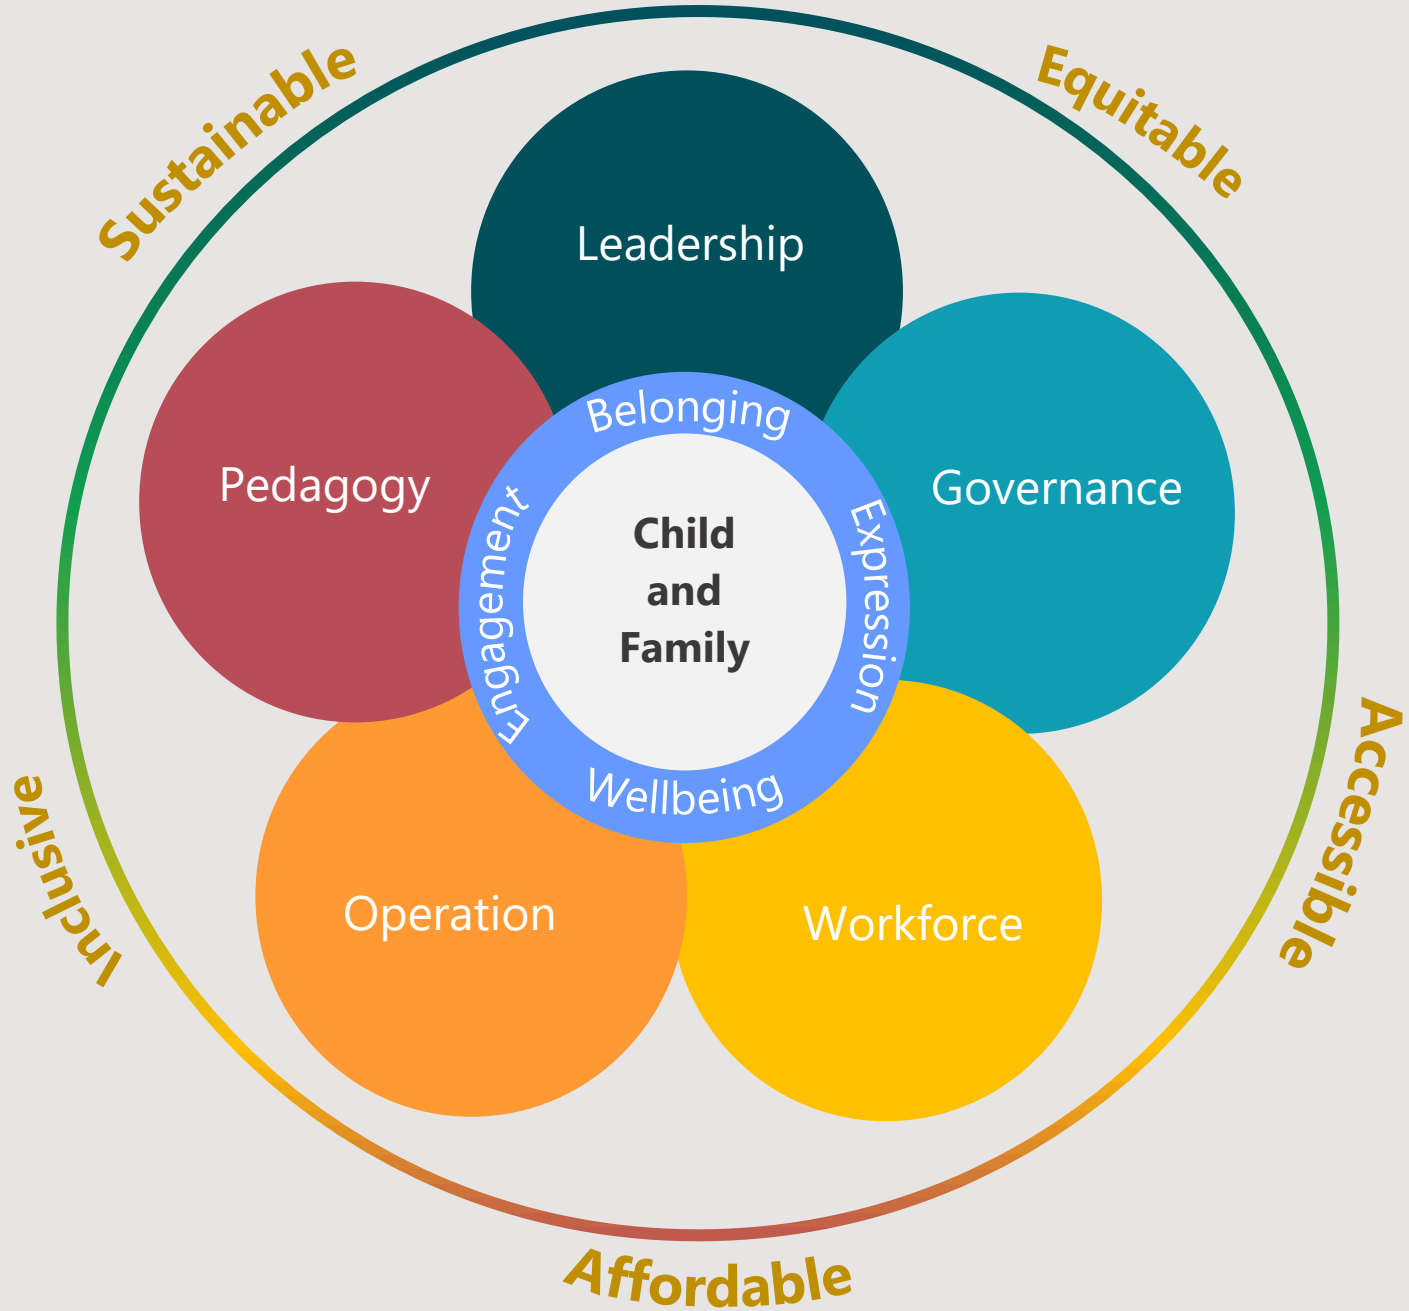 Sustainable
Equitable
Leadership
Pedagogy
Governance
Belonging
Engagement
Expression
Child
and
Family
Wellbeing
Operation
Workforce
Inclusive
Accessible
Affordable